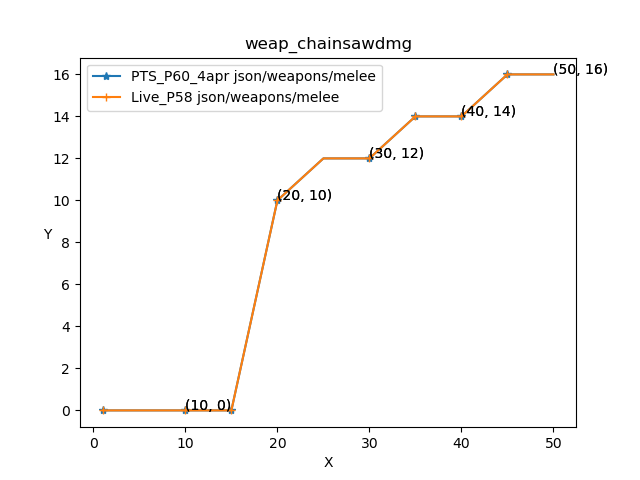 weap_chainsawdmg
PTS_P60_4apr json/weapons/melee
Live_P58 json/weapons/melee
16
14
12
10
8
6
4
2
0
Y
(50, 16)
(40, 14)
(30, 12)
(20, 10)
(10, 0)
0 10 20 30 40 50
X